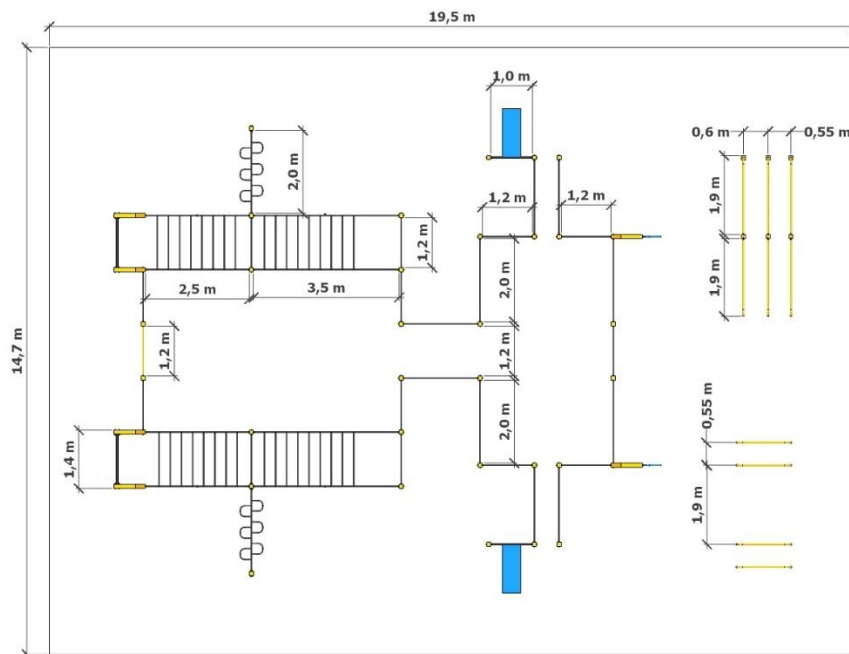 19,5 m
1,0 m
0,6 m
0,55 m
2,0 m
1,2 m
1,2 m
1,9 m
1,2 m
2,0 m
1,9 m
2,5 m
3,5 m
1,2 m
1,2 m
14,7 m
2,0 m
0,55 m
1,4 m
1,9 m